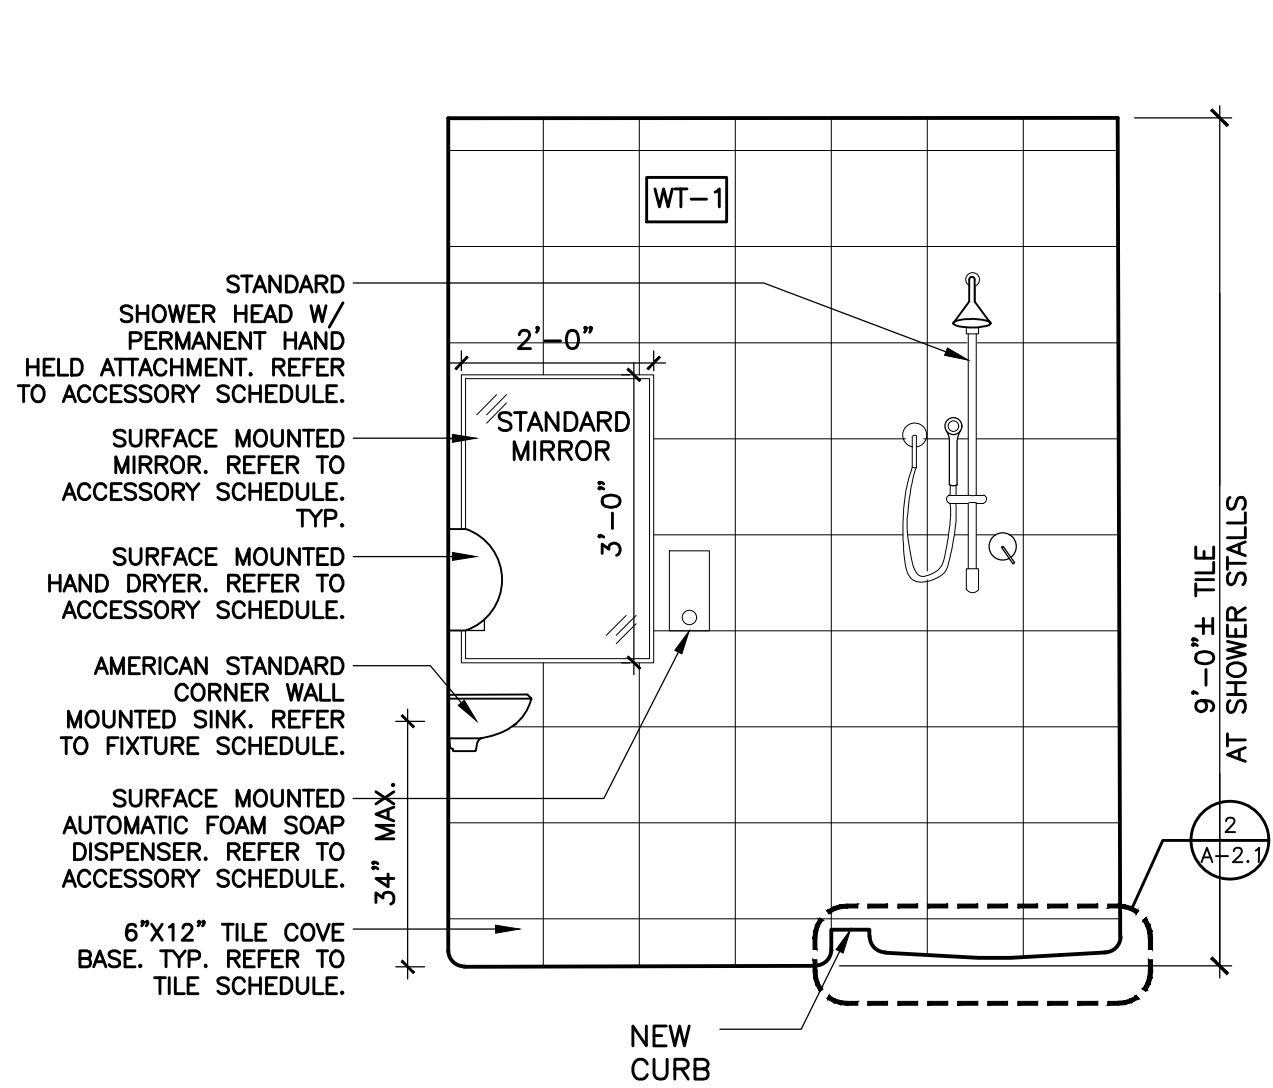 WT-1
STANDARD
SHOWER HEAD W/
PERMANENT HAND
HELD ATTACHMENT. REFER
TO ACCESSORY SCHEDULE.
2'-0"
STANDARD
MIRROR
3'-0"
SURFACE MOUNTED
MIRROR. REFER TO
ACCESSORY SCHEDULE.
TYP.
SURFACE MOUNTED
HAND DRYER. REFER TO
ACCESSORY SCHEDULE.
AMERICAN STANDARD
CORNER WALL
MOUNTED SINK. REFER
TO FIXTURE SCHEDULE.
SURFACE MOUNTED
AUTOMATIC FOAM SOAP
DISPENSER. REFER TO
ACCESSORY SCHEDULE.
34" MAX.
6"X12" TILE COVE
BASE. TYP. REFER TO
TILE SCHEDULE.
9'-0"± TILE
AT SHOWER STALLS
2
A-2.1
NEW
CURB